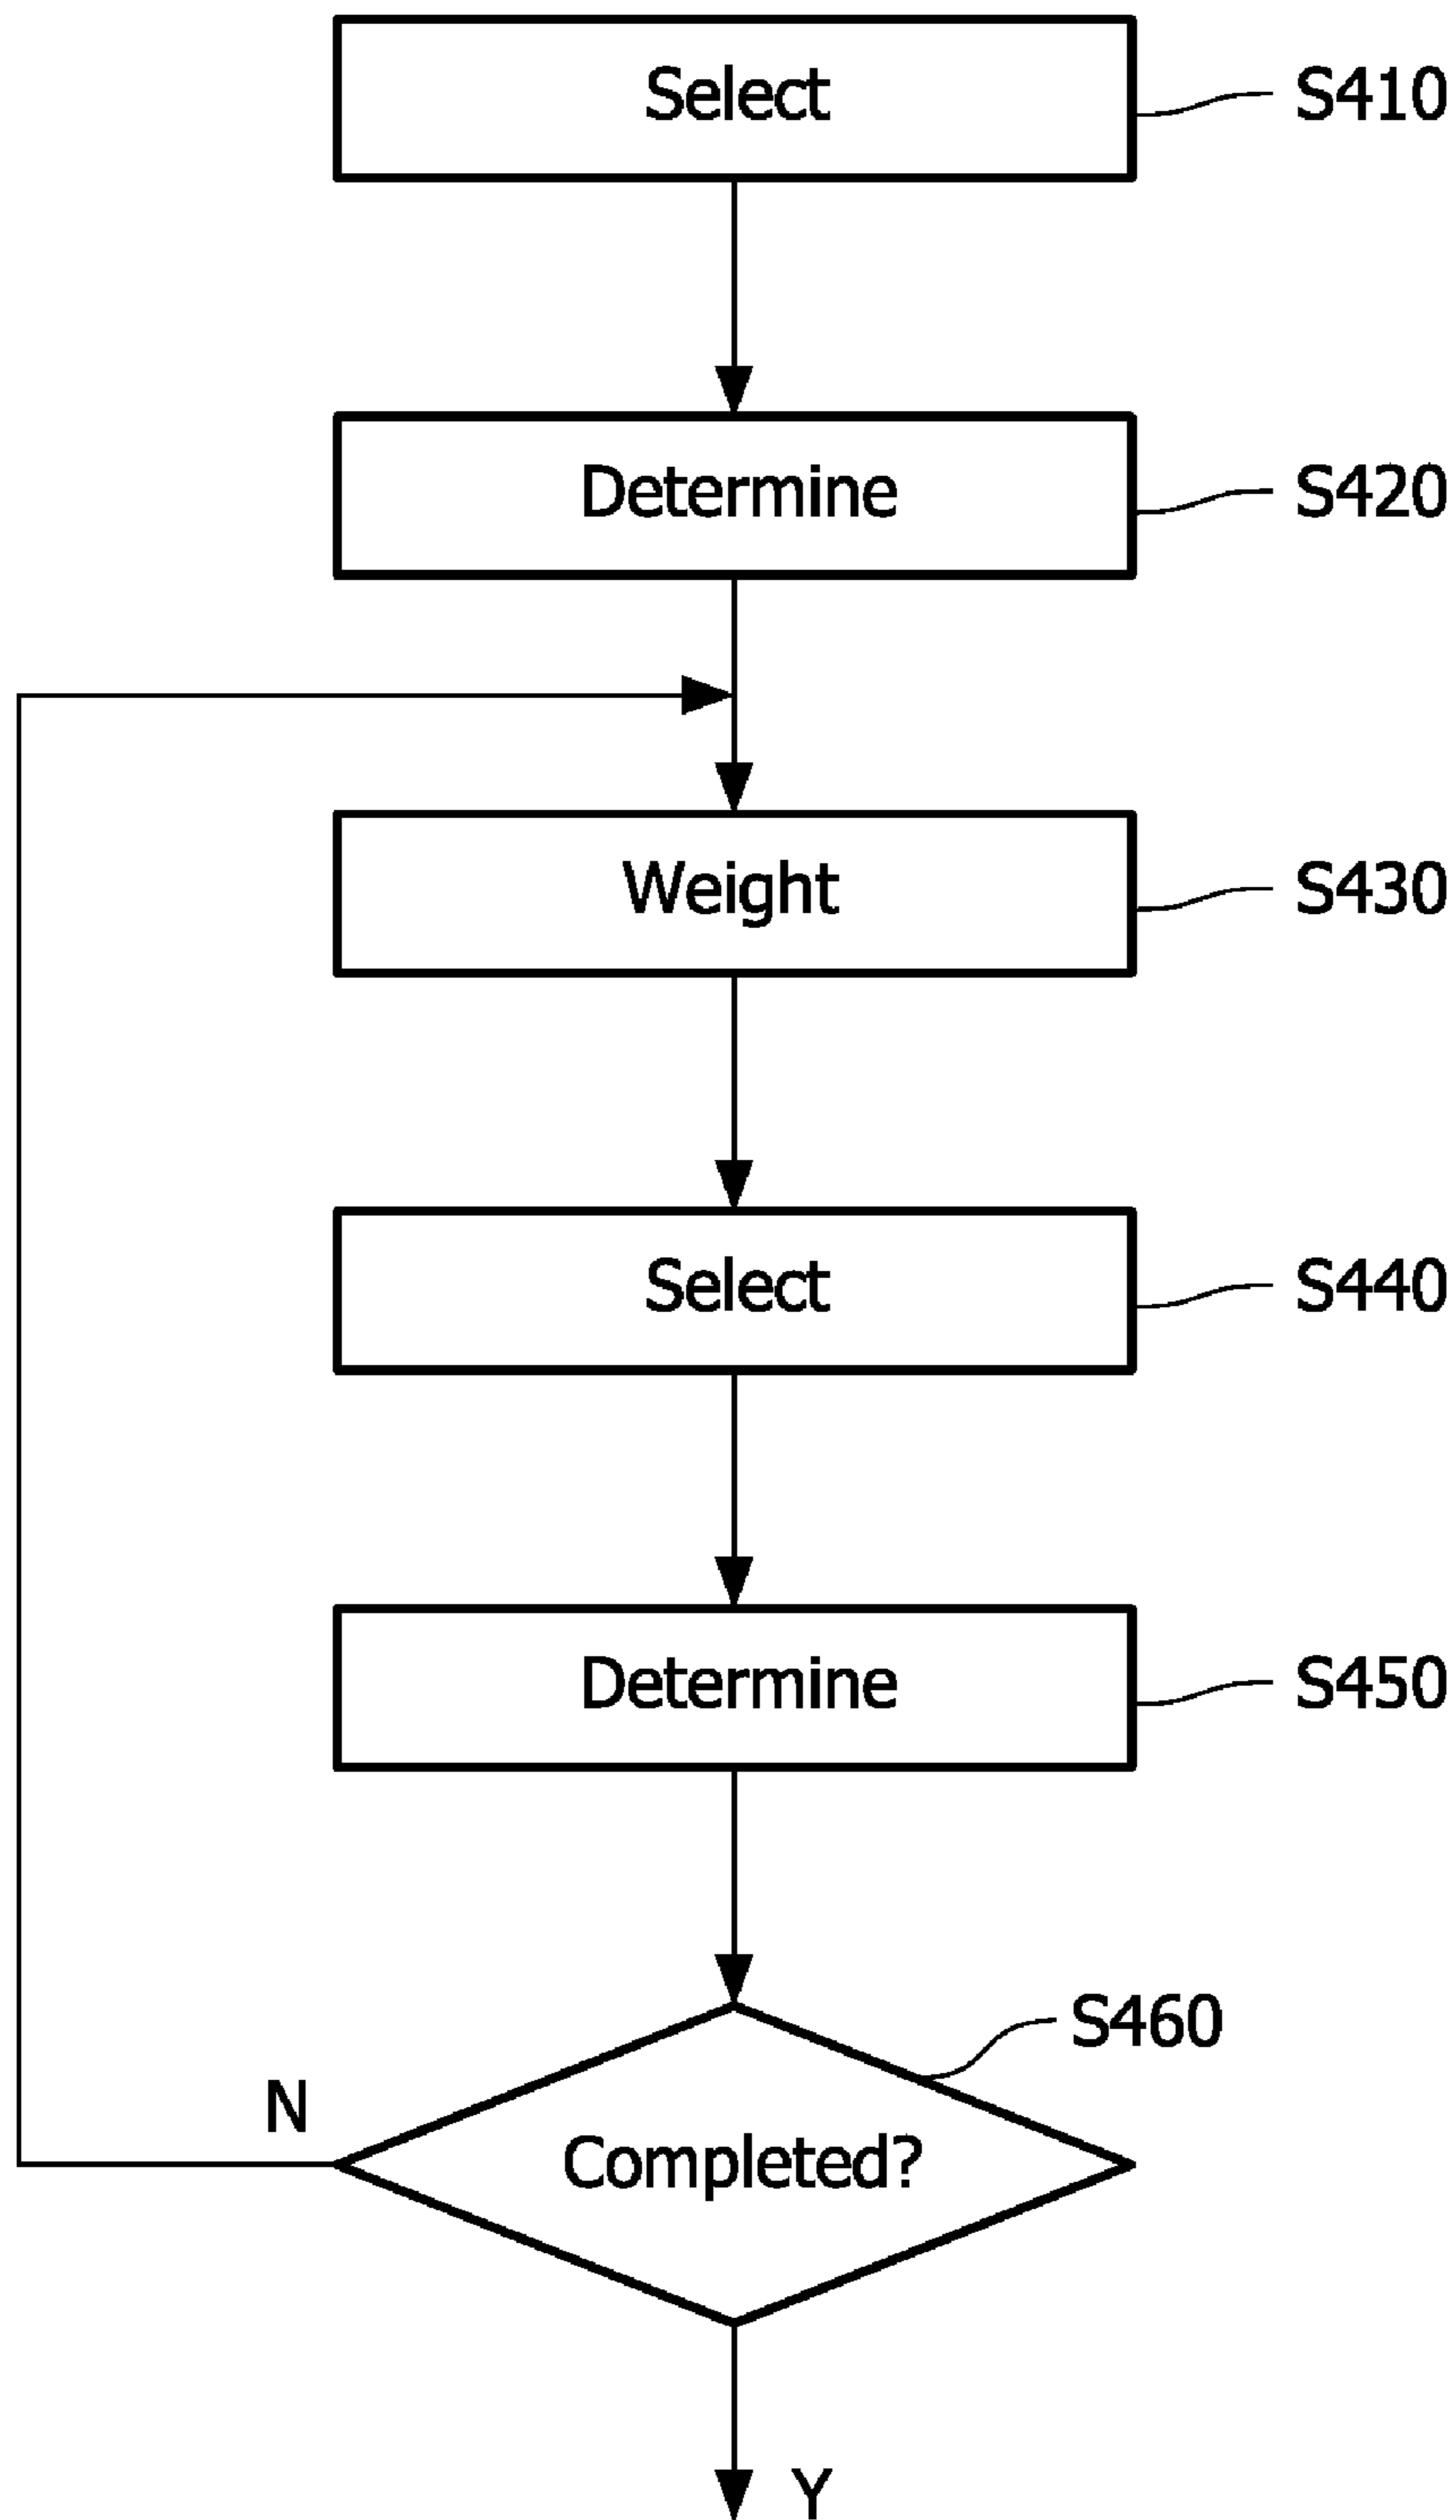 Select
S410
Determine
S420
Weight
S430
Select
S440
Determine
S450
S460
N
Completed?
Y